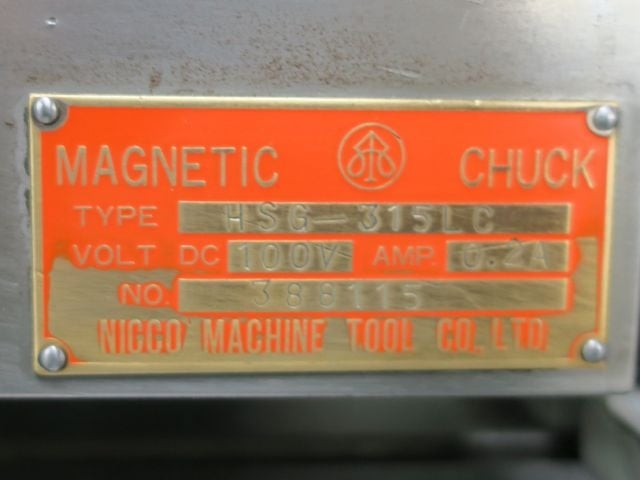 MAGNETIC CHUCK
TYPE HSG-315LC
VOLT DC 100V AMP. 0.2A
NO. 388115
NICCO MACHINE TOOL CO., LTD